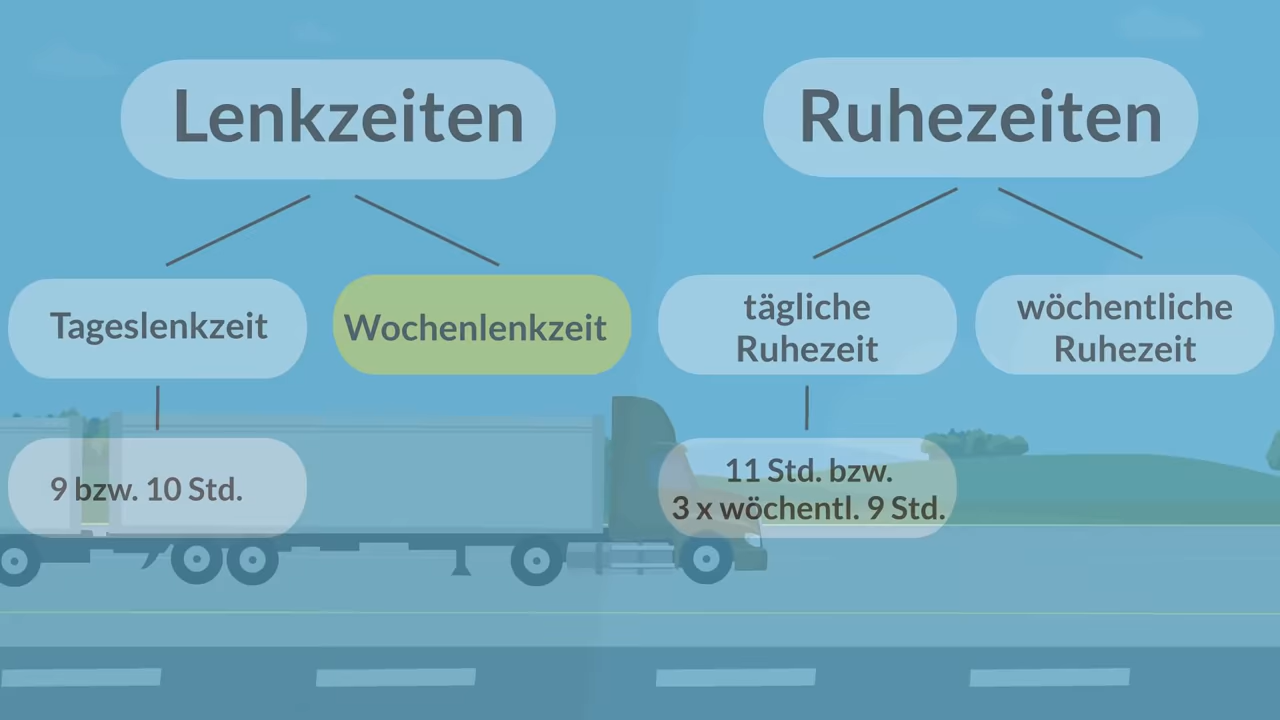 Lenkzeiten
Ruhezeiten
Tageslenkzeit
Wochenlenkzeit
tägliche
Ruhezeit
wöchentliche
Ruhezeit
9 bzw. 10 Std.
11 Std. bzw.
3 x wöchentl. 9 Std.